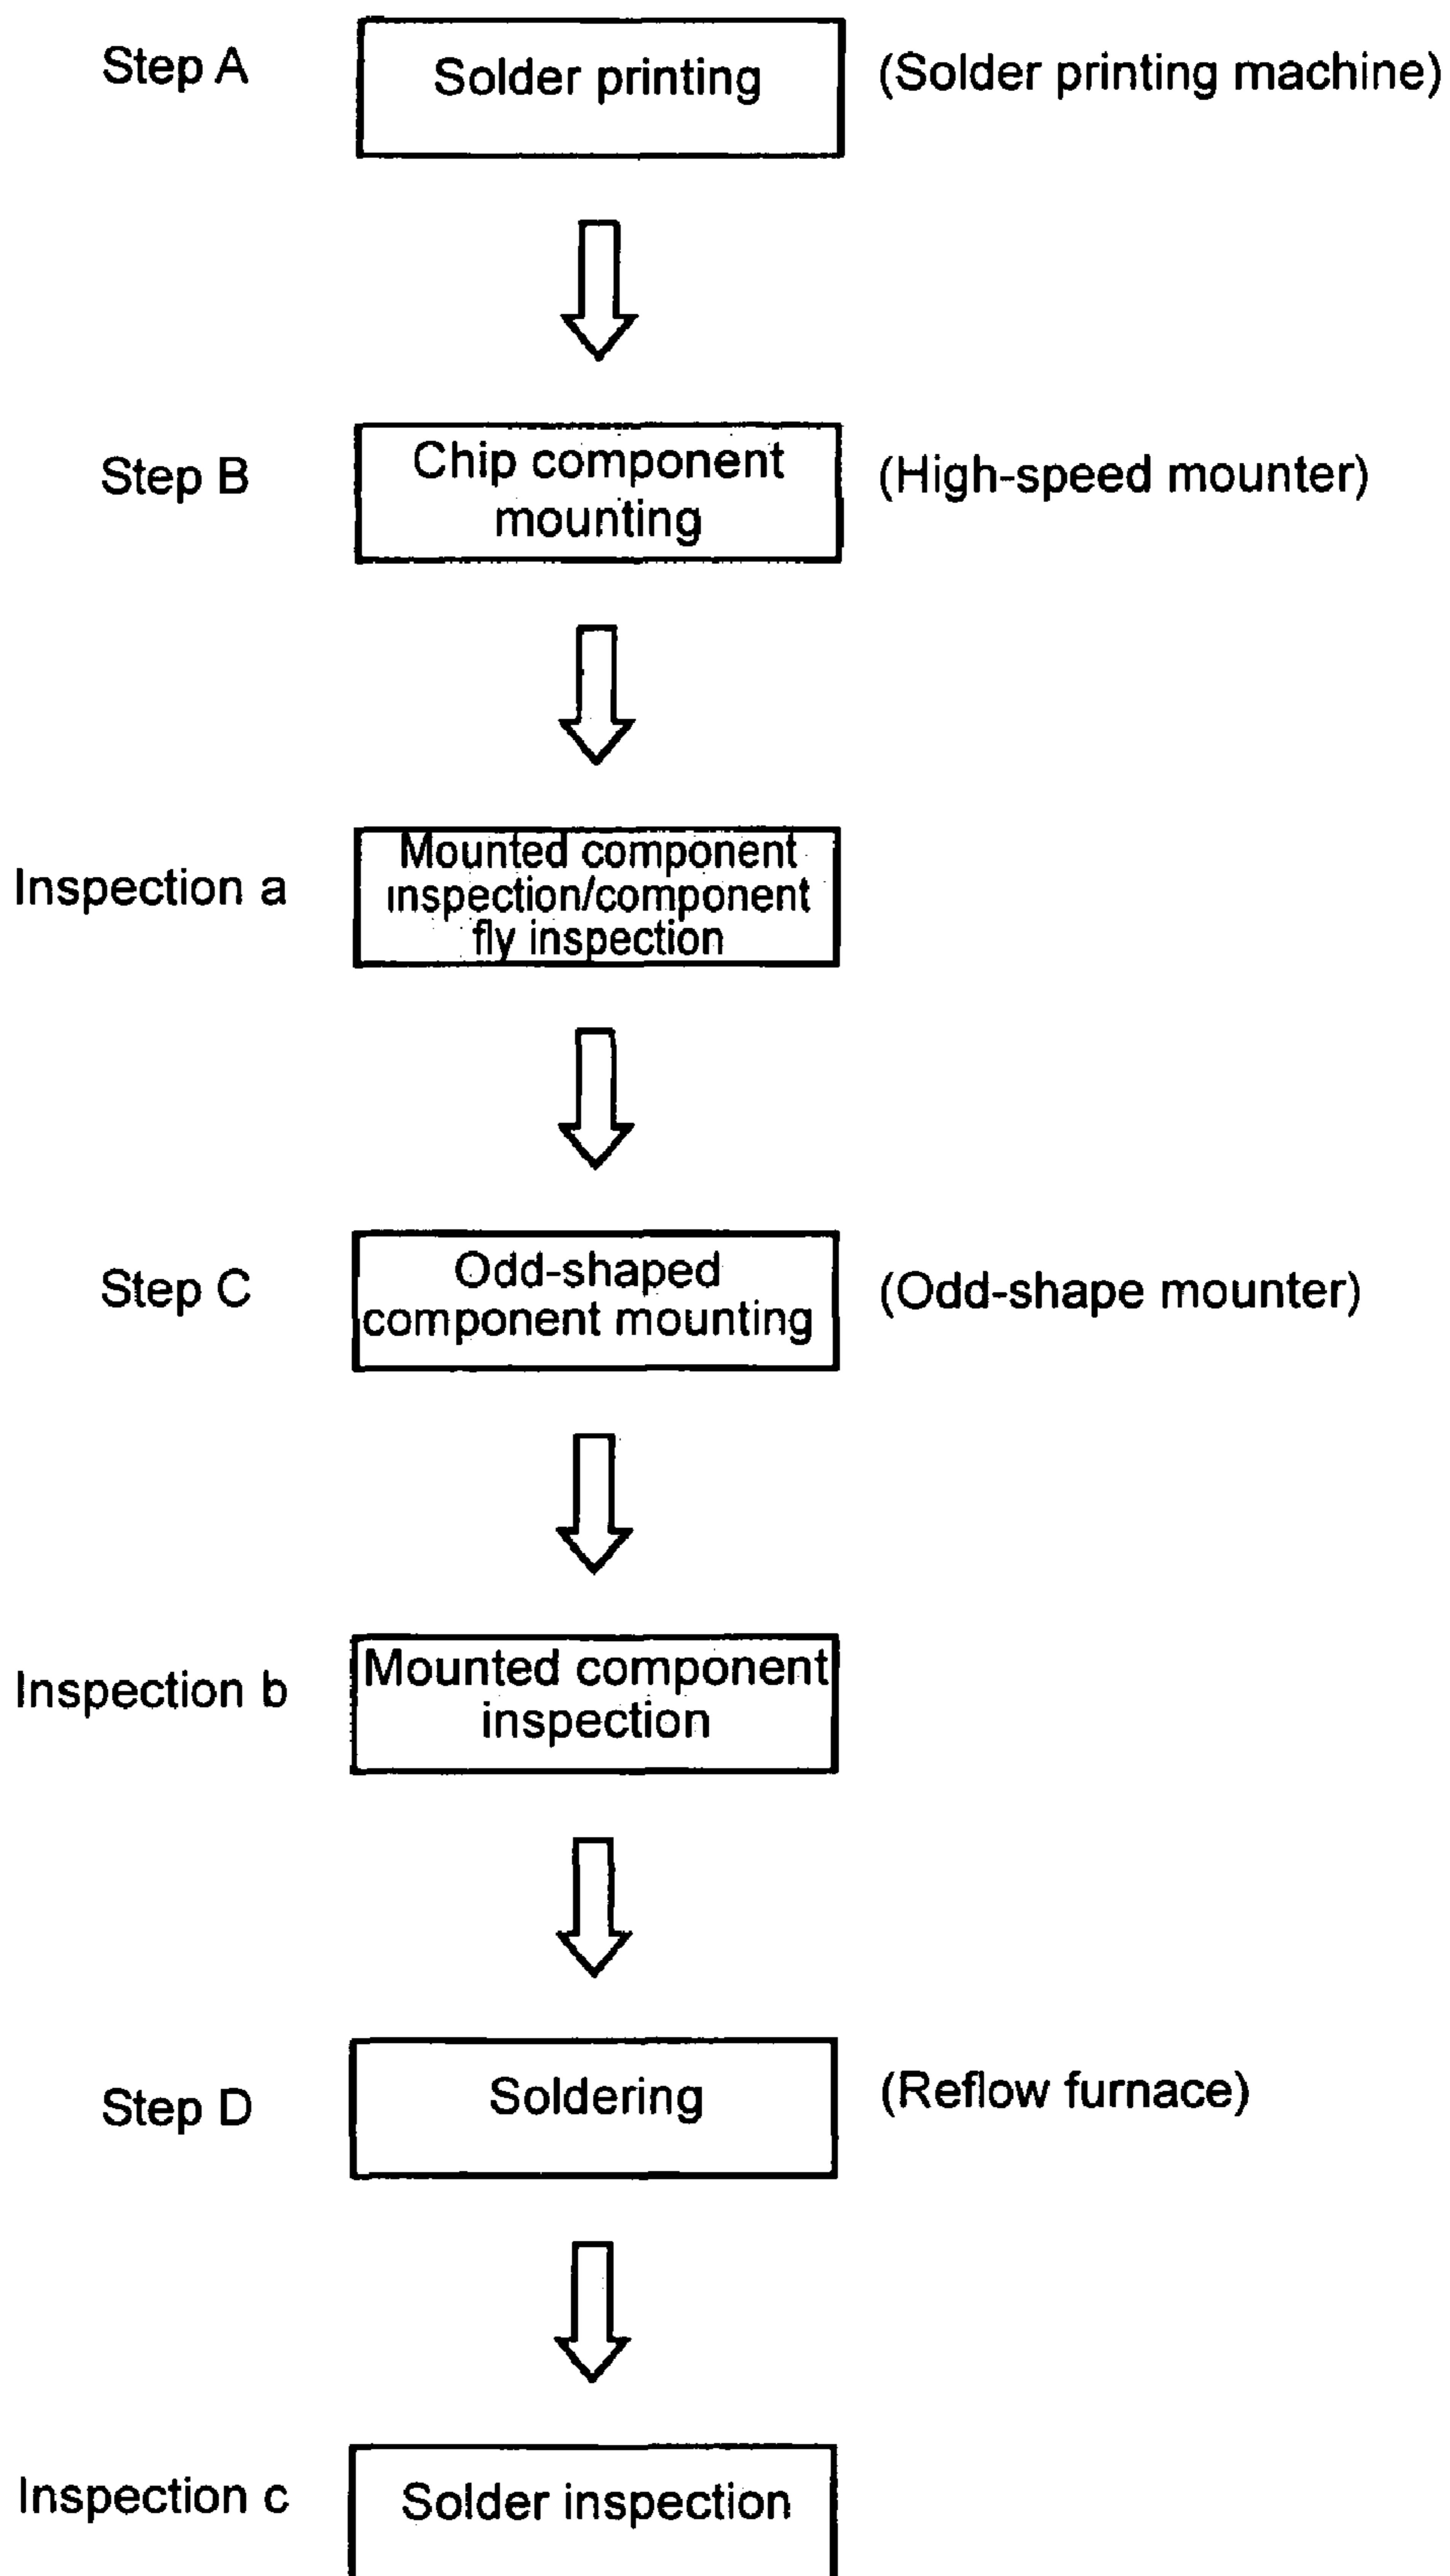 Step A
Solder printing
(Solder printing machine)
Step B
Chip component
mounting
(High-speed mounter)
Inspection a
Mounted component
inspection/component
fly inspection
Step C
Odd-shaped
component mounting
(Odd-shape mounter)
Inspection b
Mounted component
inspection
Step D
Soldering
(Reflow furnace)
Inspection c
Solder inspection